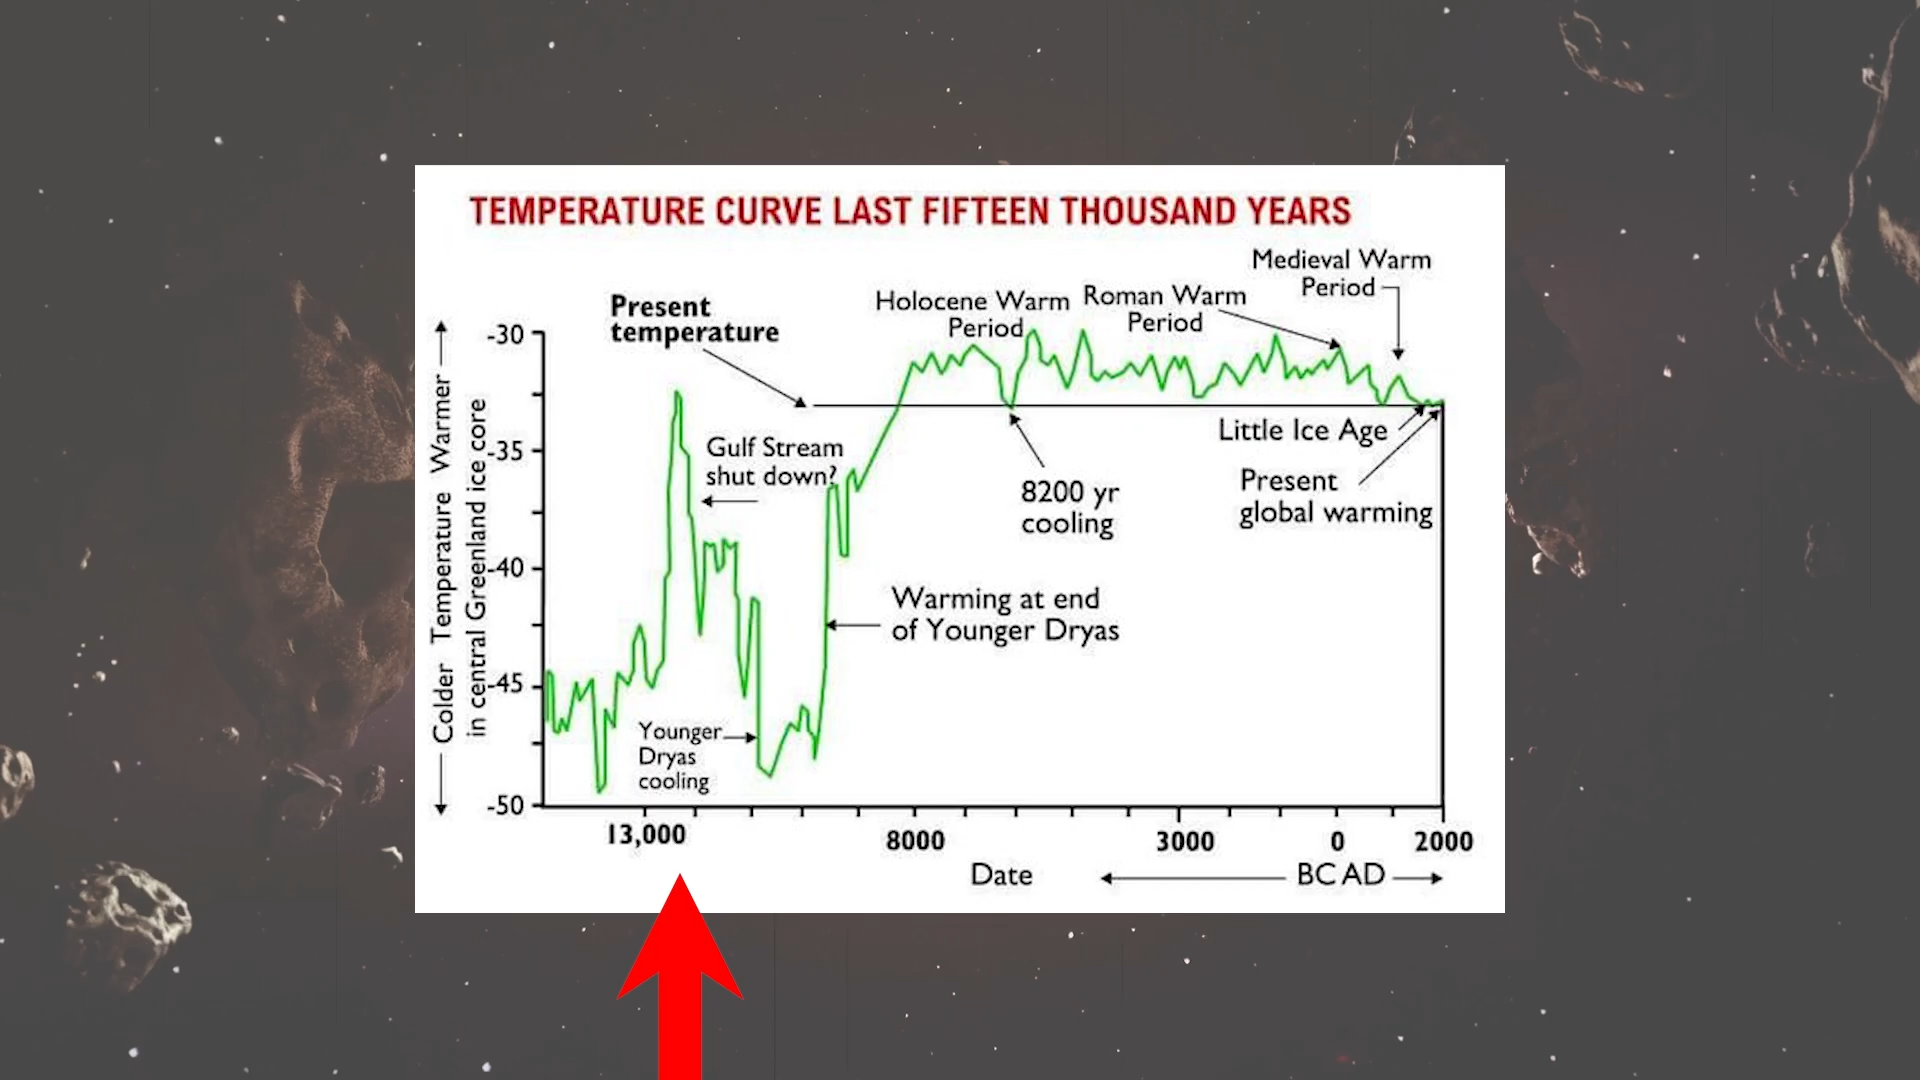 TEMPERATURE CURVE LAST FIFTEEN THOUSAND YEARS
Medieval Warm
Period
Present
temperature
Holocene Warm
Period
Roman Warm
Period
Gulf Stream
shut down?
8200 yr
cooling
Little Ice Age
Present
global warming
Warming at end
of Younger Dryas
Younger
Dryas
cooling
Colder Temperature Warmer
in central Greenland ice core
-30
-35
-40
-45
-50
13,000
8000
3000
0
2000
Date
BC AD